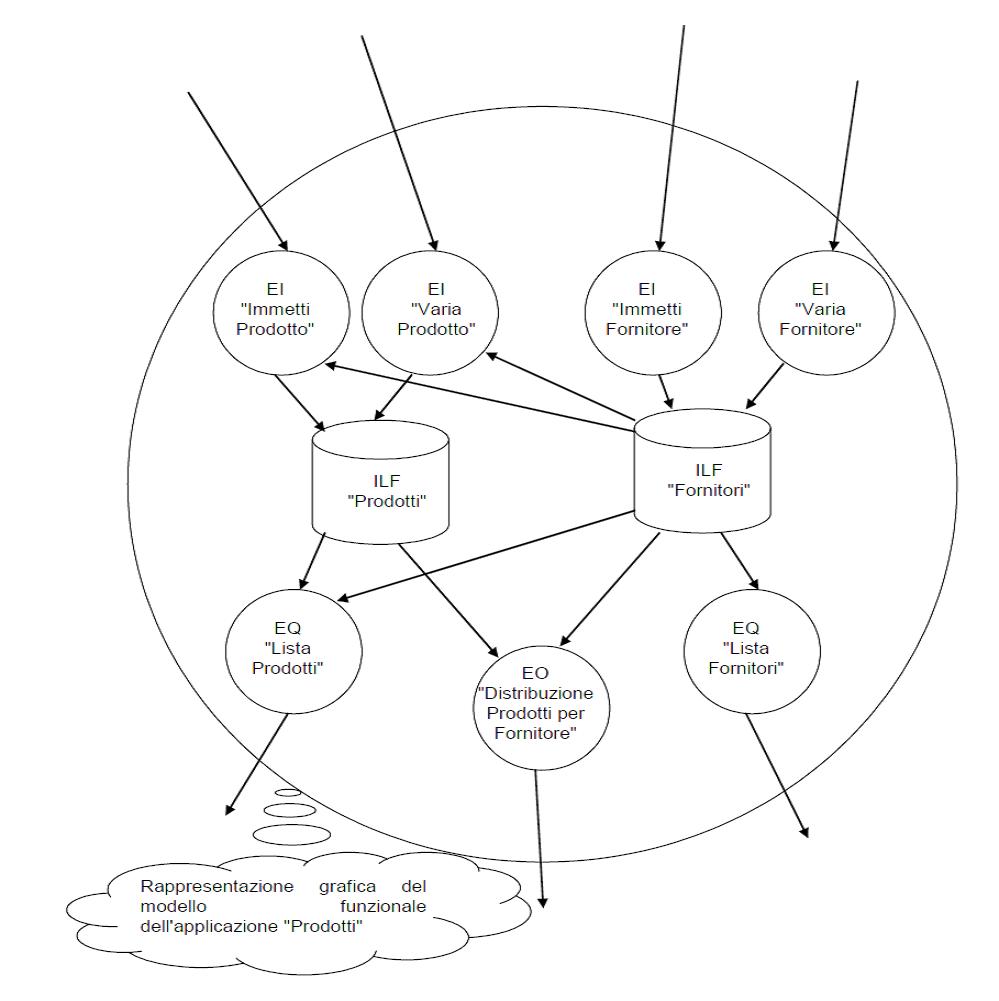 EI
"Immetti
Prodotto"
EI
"Varia
Prodotto"
EI
"Immetti
Fornitore"
EI
"Varia
Fornitore"
ILF
"Prodotti"
ILF
"Fornitori"
EQ
"Lista
Prodotti"
EO
"Distribuzione
Prodotti per
Fornitore"
EQ
"Lista
Fornitori"
Rappresentazione grafica del
modello funzionale
dell'applicazione "Prodotti"